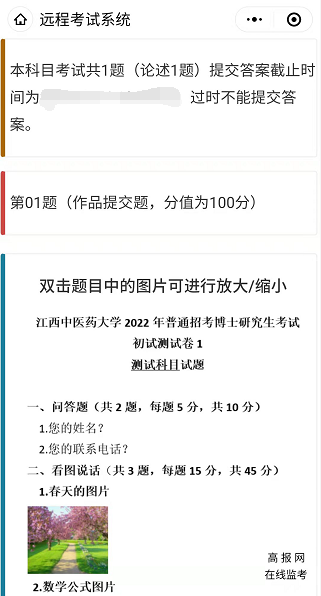 远程考试系统
本科目考试共1题（论述1题）提交答案截止时
间为 过时不能提交答
案。
第01题（作品提交题，分值为100分）
双击题目中的图片可进行放大/缩小
江西中医药大学 2022 年普通招考博士研究生考试
初试测试卷 1
测试科目试题
一、问答题（共 2 题，每题 5 分，共 10 分）
1.您的姓名？
2.您的联系电话？
二、看图说话（共 3 题，每题 15 分，共 45 分）
1.春天的图片
高 报 网
在线监考
2.数学公式图片